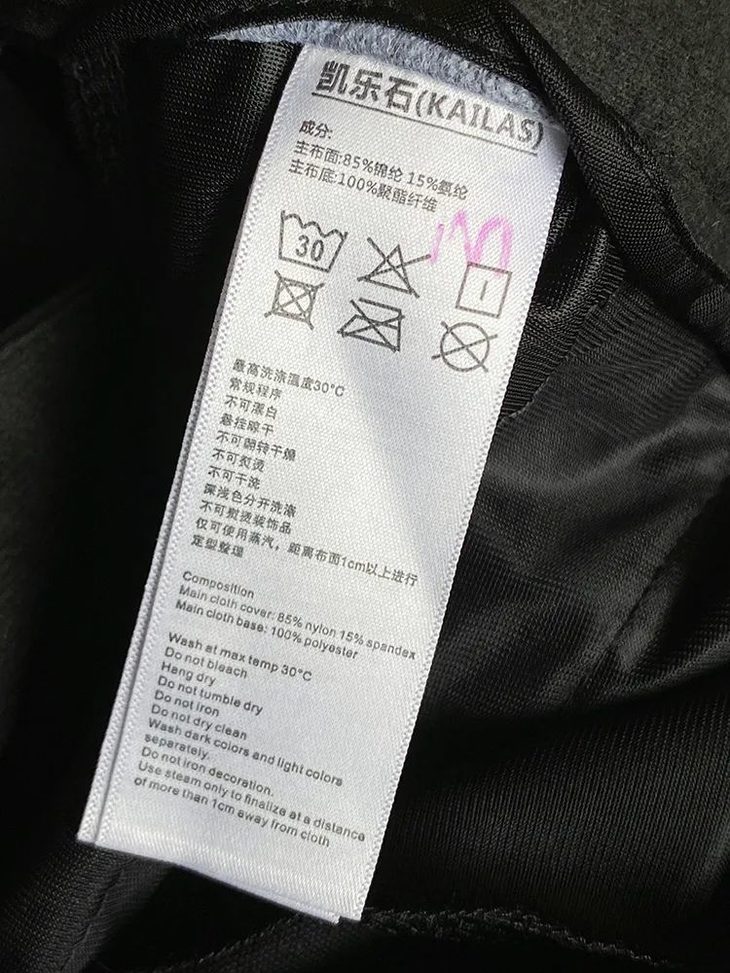 凯乐石(KAILAS)
成分:
主布面:85%锦纶 15%氨纶
主布底:100%聚酯纤维
30
最高洗涤温度30°C
常规程序
不可漂白
悬挂晾干
不可翻转干燥
不可熨烫
不可干洗
深浅色分开洗涤
不可熨烫装饰品
仅可使用蒸汽，距离布面1cm以上进行
定型整理
Composition
Main cloth cover: 85% nylon 15% spandex
Main cloth base: 100% polyester
Wash at max temp 30°C
Do not bleach
Hang dry
Do not tumble dry
Do not iron
Do not dry clean
Wash dark colors and light colors
separately.
Do not iron decoration.
Use steam only to finalize at a distance
of more than 1cm away from cloth